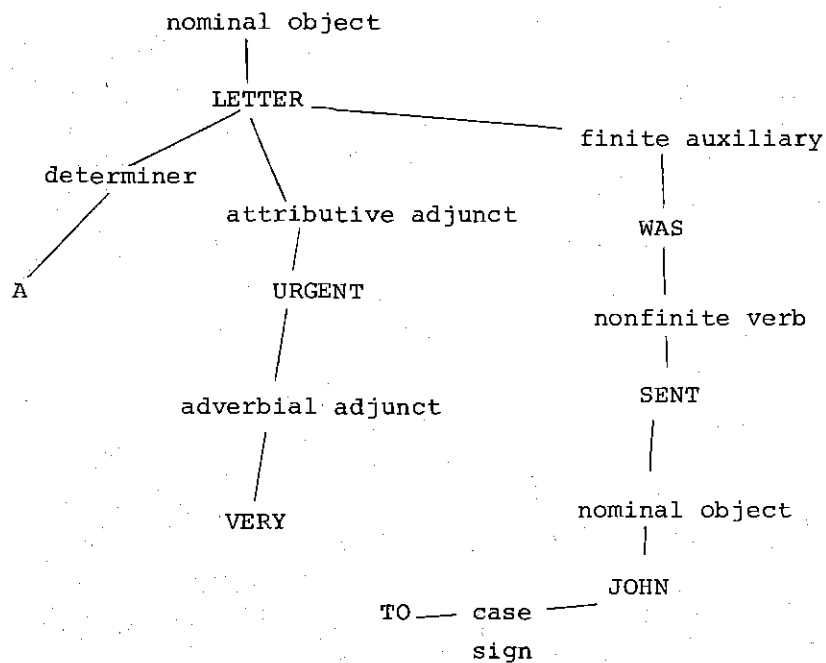 nominal object
LETTER
finite auxiliary
determiner
attributive adjunct
WAS
A
URGENT
nonfinite verb
SENT
adverbial adjunct
nominal object
VERY
JOHN
TO case
sign